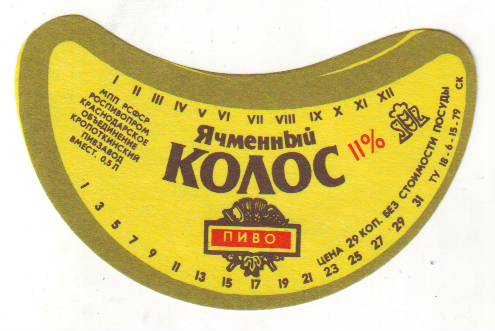 I II III IV V VI VII VIII IX X XI XII
МПП РСФСР
РОСПИВОПРОМ
КРАСНОДАРСКОЕ
ОБЪЕДИНЕНИЕ
КРОПОТКИНСКИЙ
ПИВЗАВОД
ВМЕСТ. 0,5 Л
Ячменный
КОЛОС
11%
ПИВО
ЦЕНА 29 КОП. БЕЗ СТОИМОСТИ ПОСУДЫ
ТУ 18-6-15-79
СК
1 3 5 7 9 11 13 15 17 19 21 23 25 27 29 31